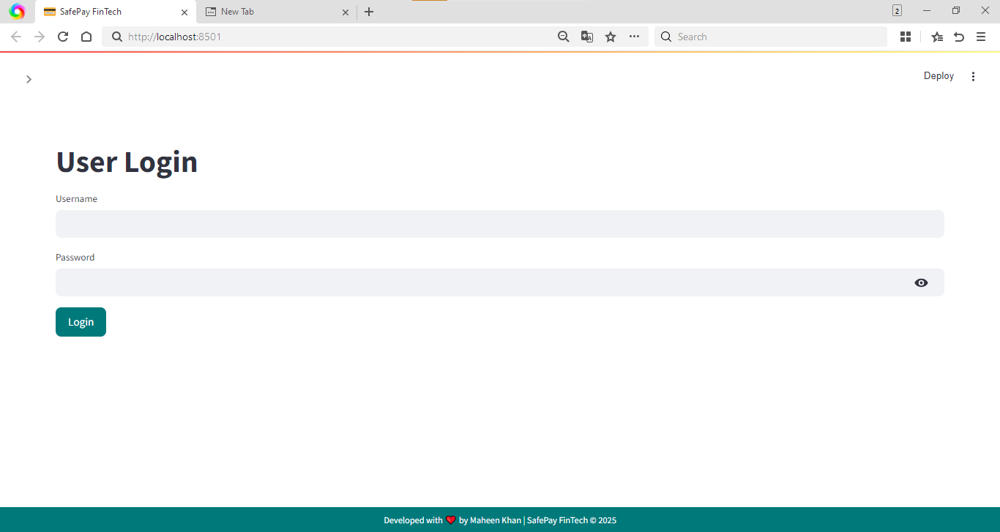 SafePay FinTech
New Tab
2
http://localhost:8501
Search
Deploy
User Login
Username
Password
Login
Developed with ❤️ by Maheen Khan | SafePay FinTech © 2025